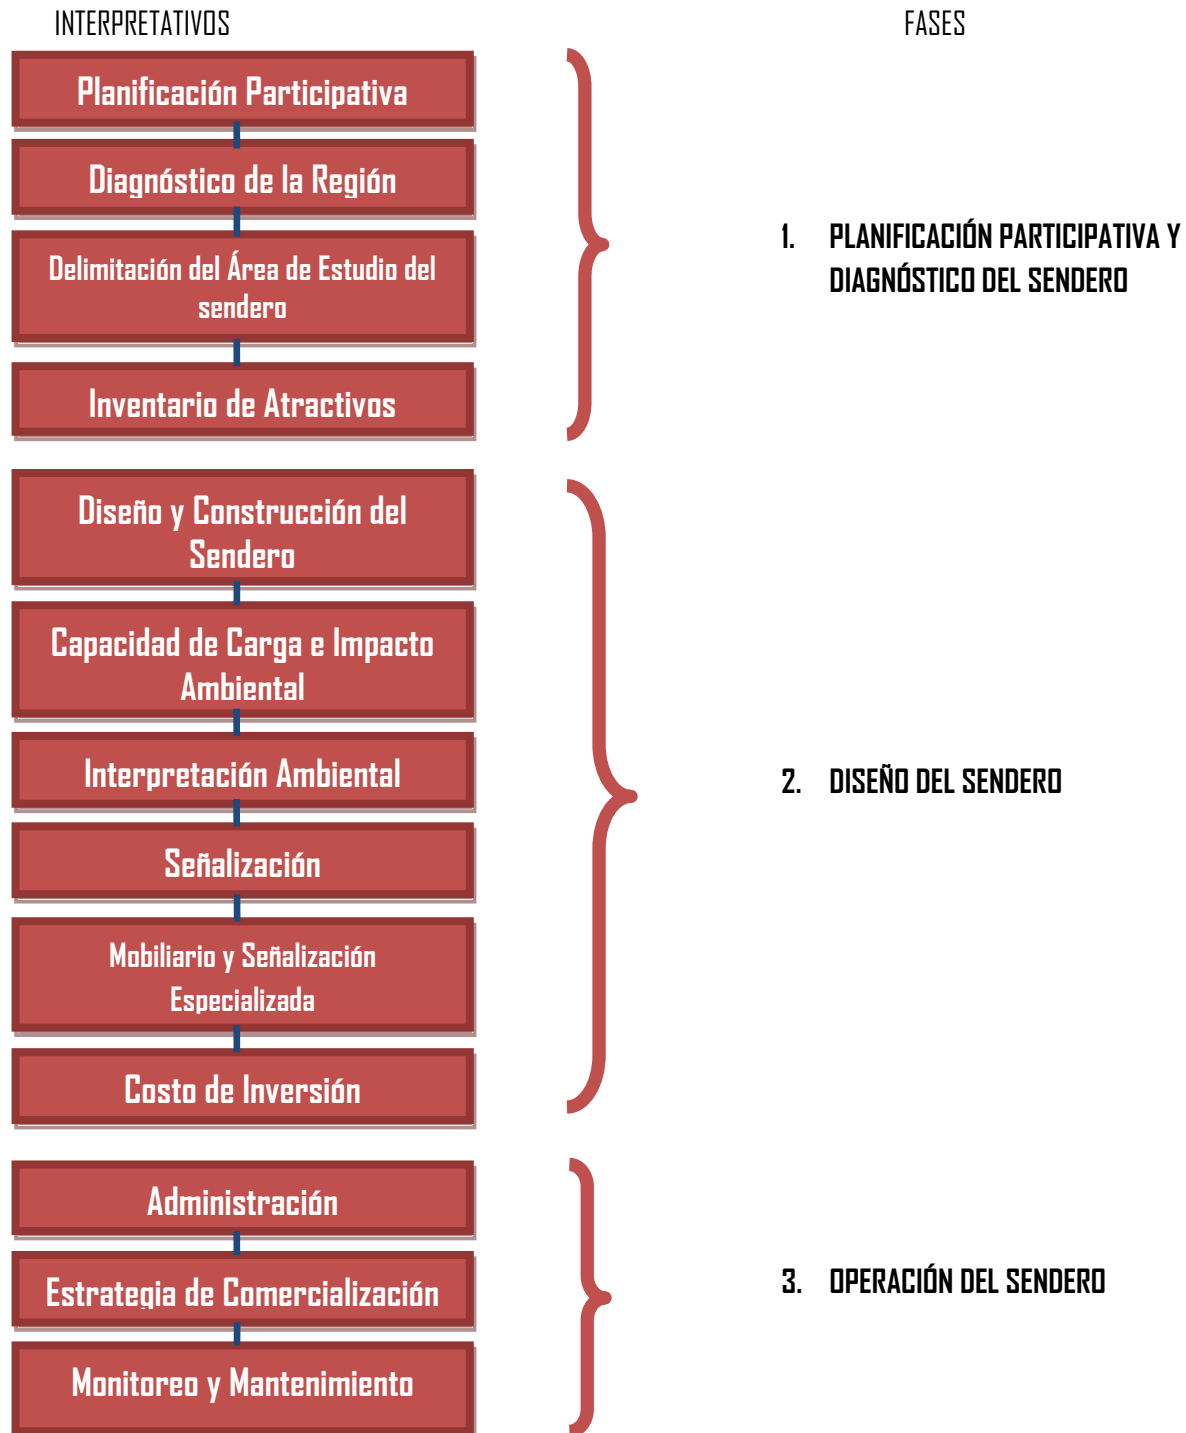 INTERPRETATIVOS
FASES
Planificación Participativa
Diagnóstico de la Región
Delimitación del Área de Estudio del
sendero
Inventario de Atractivos
1. PLANIFICACIÓN PARTICIPATIVA Y
DIAGNÓSTICO DEL SENDERO
Diseño y Construcción del
Sendero
Capacidad de Carga e Impacto
Ambiental
Interpretación Ambiental
Señalización
Mobiliario y Señalización
Especializada
Costo de Inversión
2. DISEÑO DEL SENDERO
Administración
Estrategia de Comercialización
Monitoreo y Mantenimiento
3. OPERACIÓN DEL SENDERO